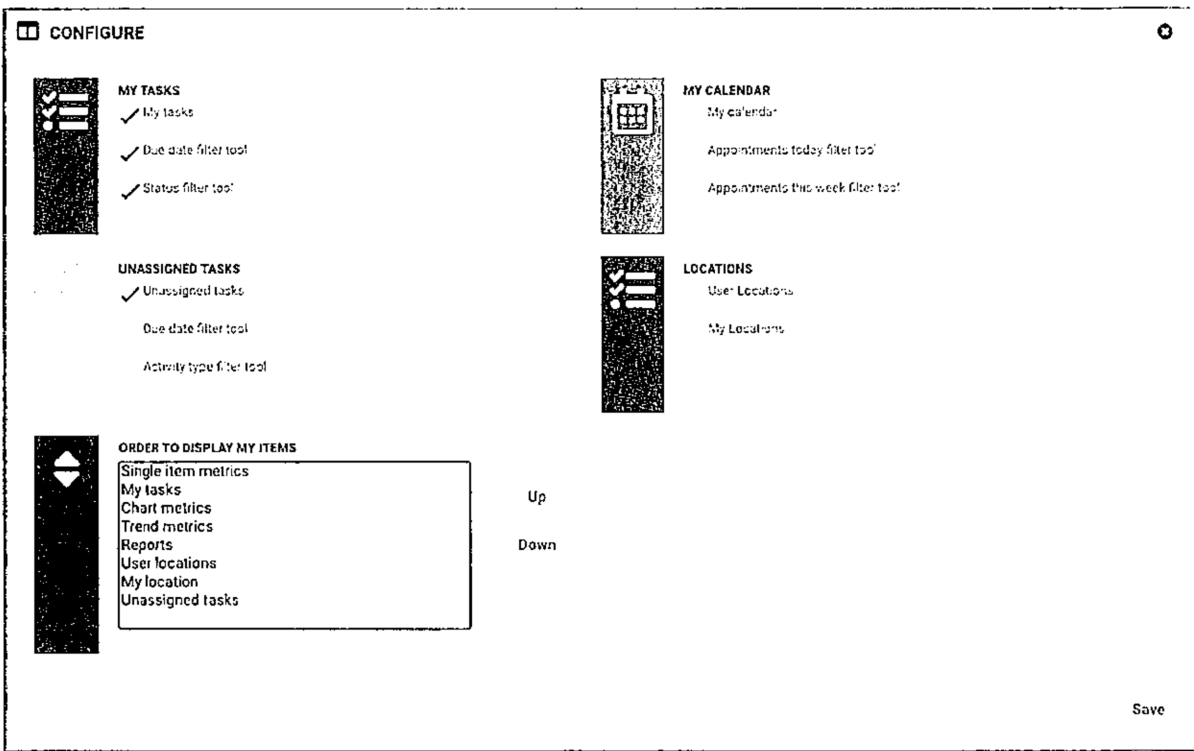 CONFIGURE
MY TASKS
My tasks
Due date filter tool
Status filter tool
MY CALENDAR
My calendar
Appointments today filter tool
Appointments this week filter tool
UNASSIGNED TASKS
Unassigned tasks
Due date filter tool
Activity type filter tool
LOCATIONS
User Locations
My Locations
ORDER TO DISPLAY MY ITEMS
Single item metrics
My tasks
Chart metrics
Trend metrics
Reports
User locations
My location
Unassigned tasks
Up
Down
Save